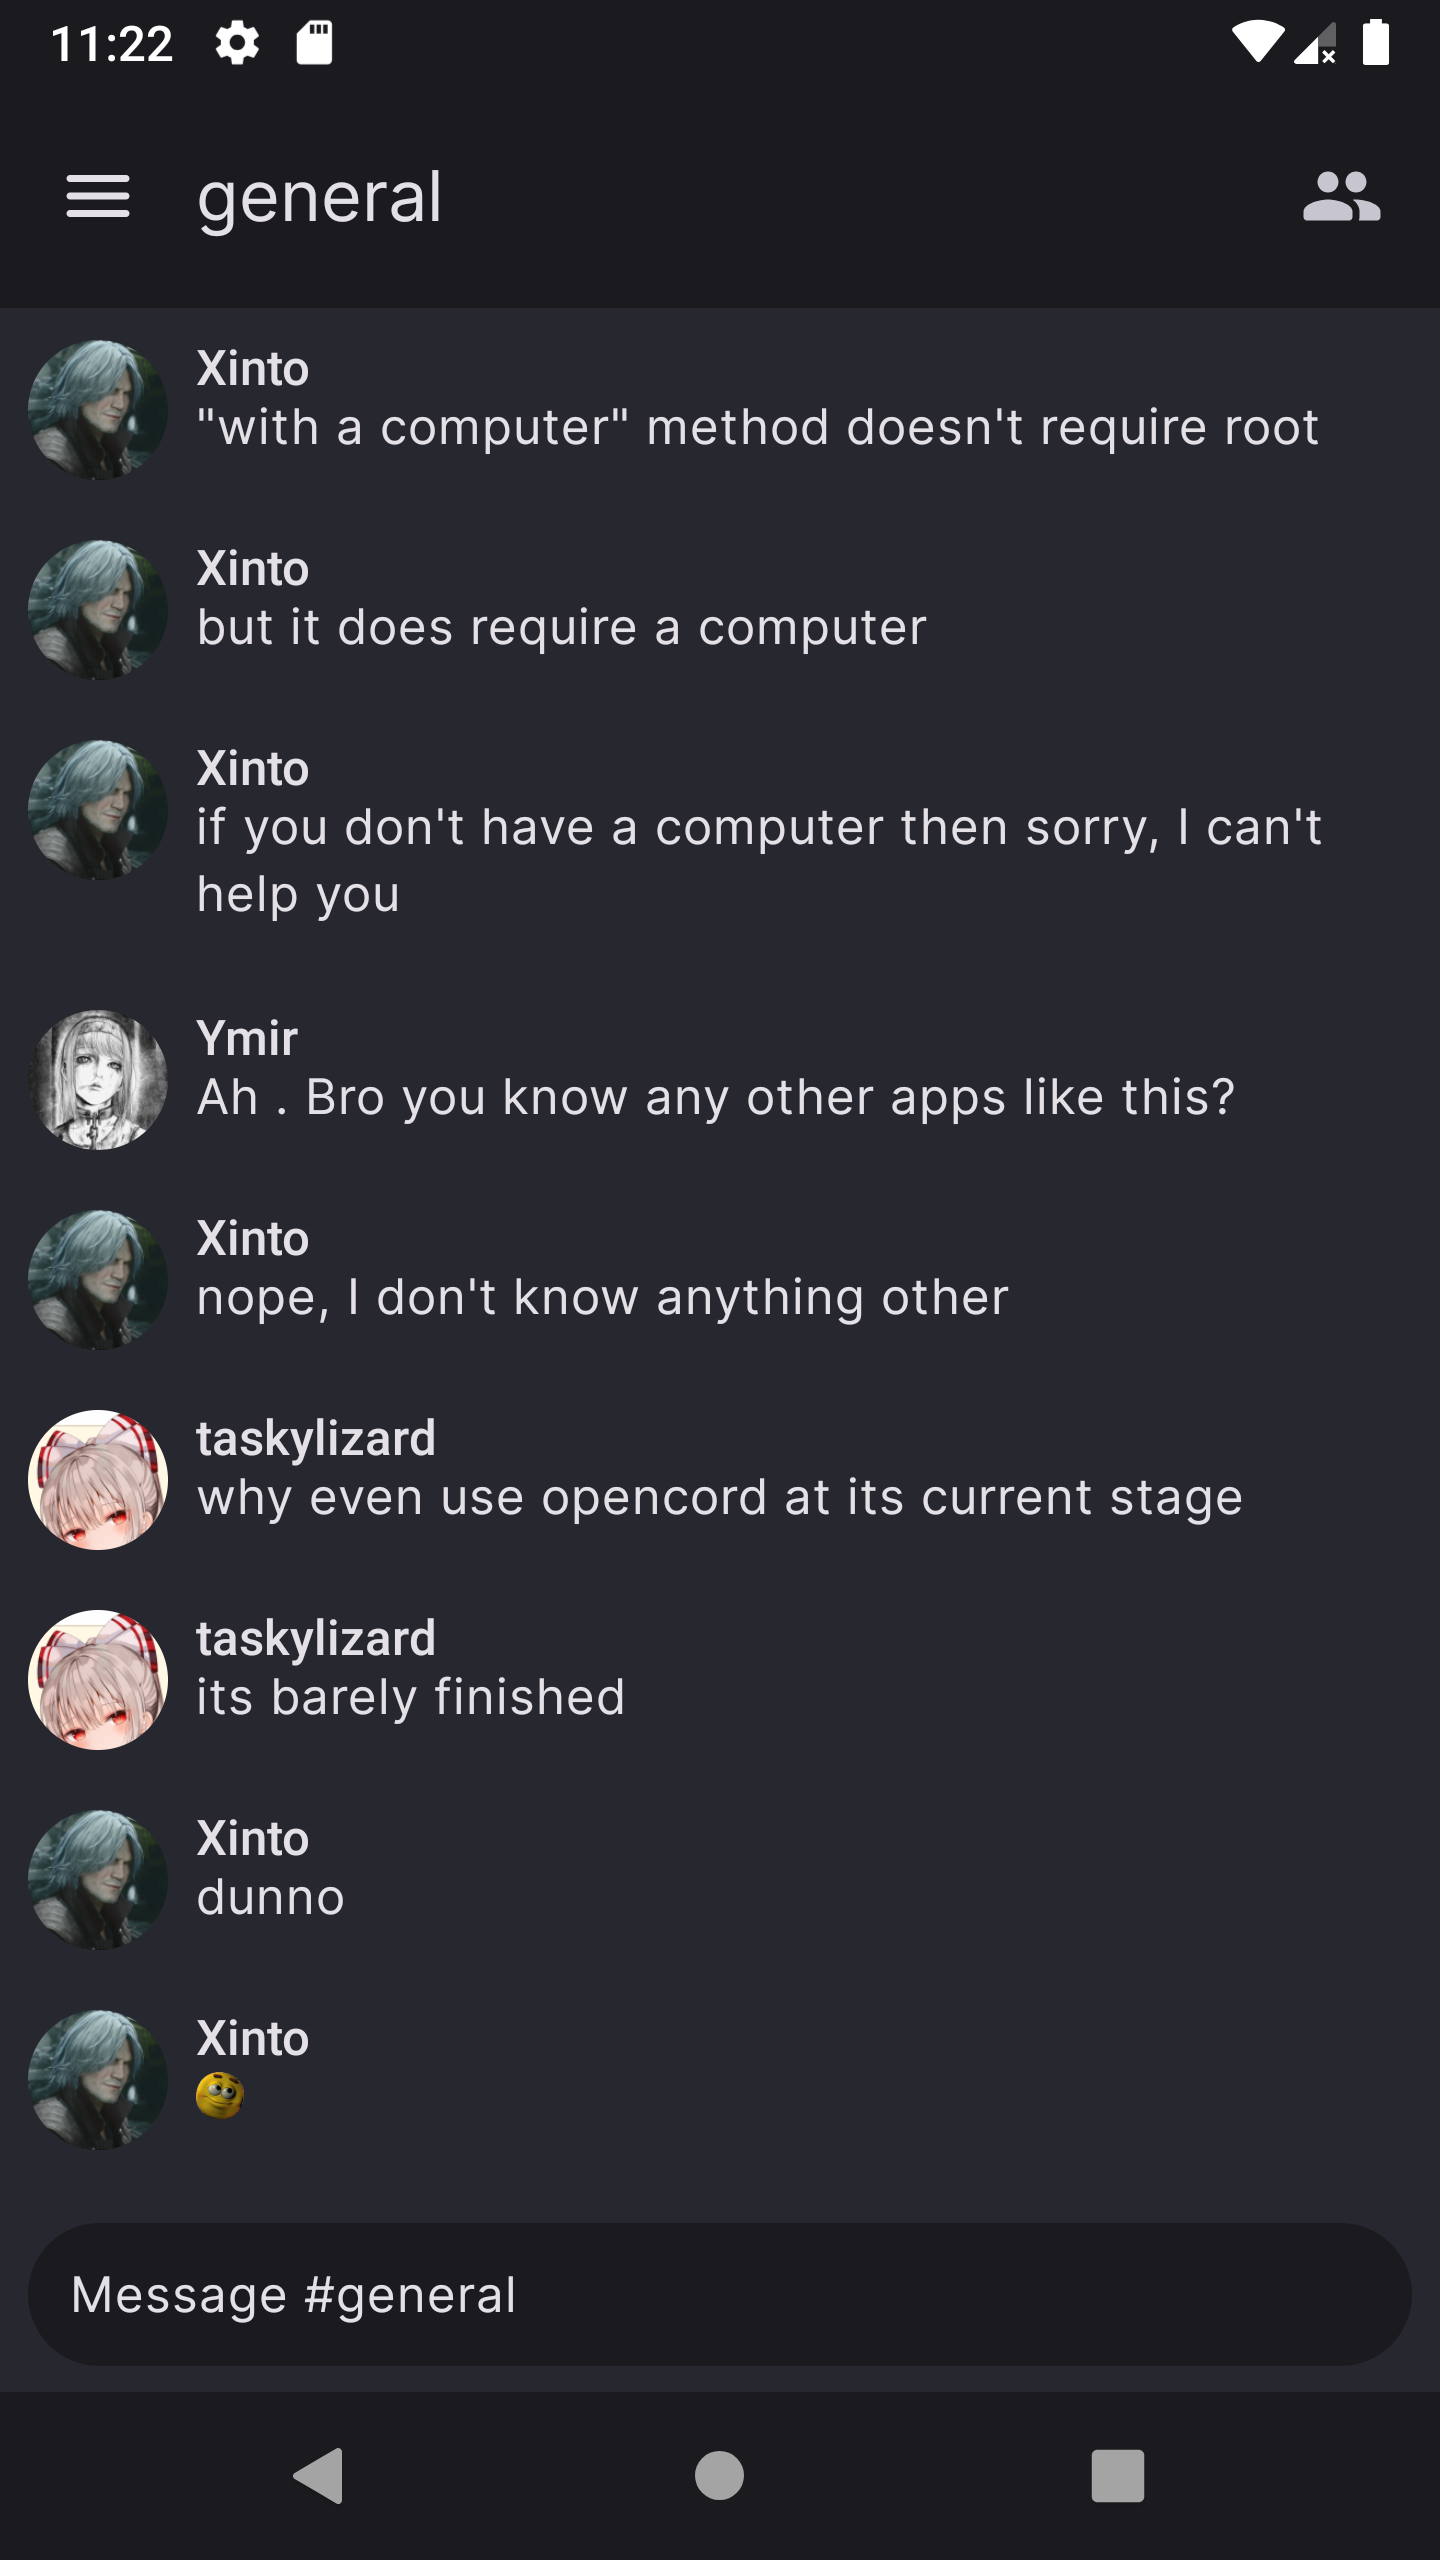 11:22
general
Xinto
"with a computer" method doesn't require root
Xinto
but it does require a computer
Xinto
if you don't have a computer then sorry, I can't
help you
Ymir
Ah . Bro you know any other apps like this?
Xinto
nope, I don't know anything other
taskylizard
why even use opencord at its current stage
taskylizard
its barely finished
Xinto
dunno
Xinto
Message #general